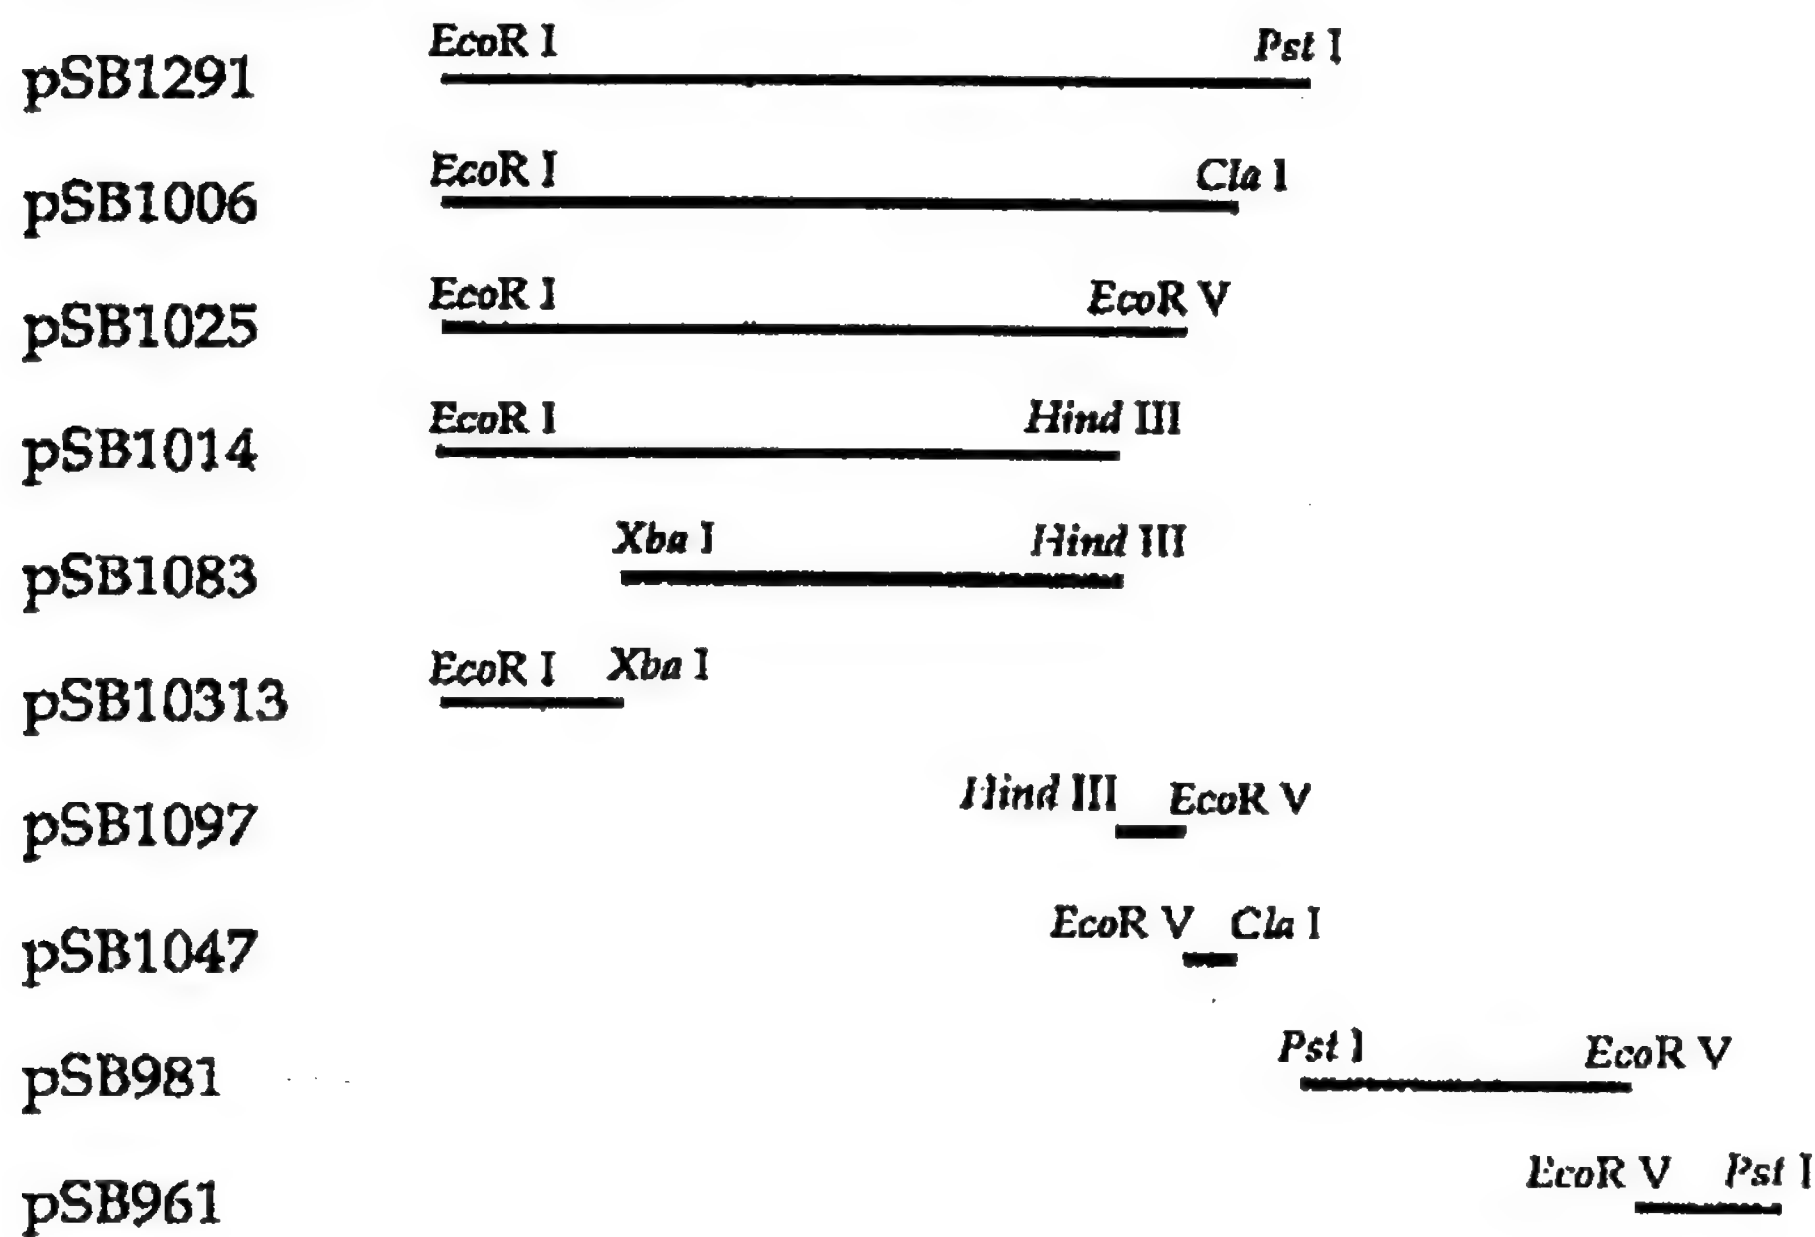 EcoR I Pst I
pSB1291
EcoR I Cla I
pSB1006
EcoR I EcoR V
pSB1025
EcoR I Hind III
pSB1014
Xba I Hind III
pSB1083
EcoR I Xba I
pSB10313
Hind III EcoR V
pSB1097
EcoR V Cla I
pSB1047
Pst I EcoR V
pSB981
EcoR V Pst I
pSB961